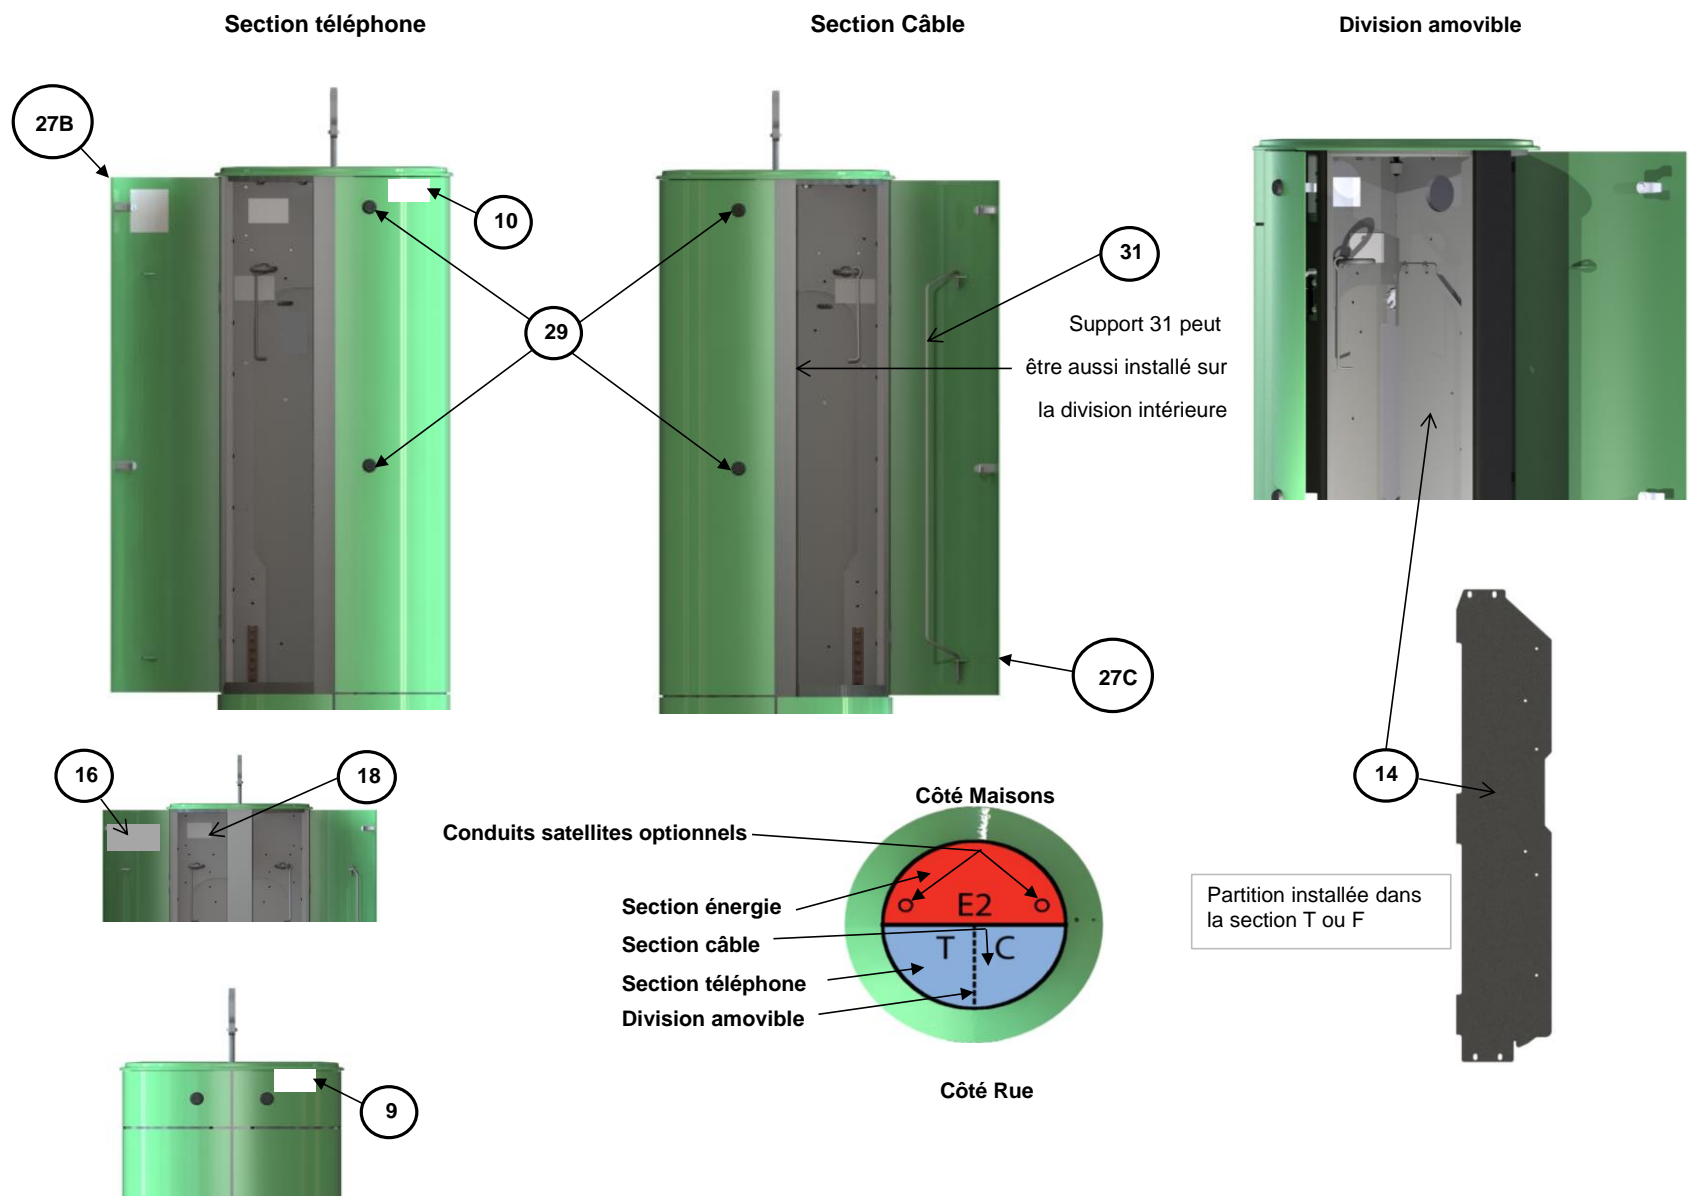 Section téléphone
Section Câble
Division amovible
27B
10
29
31
Support 31 peut
être aussi installé sur
la division intérieure
27C
16
18
14
Côté Maisons
Conduits satellites optionnels
Section énergie
E2
Section câble
T
C
Section téléphone
Division amovible
Côté Rue
Partition installée dans
la section T ou F
9